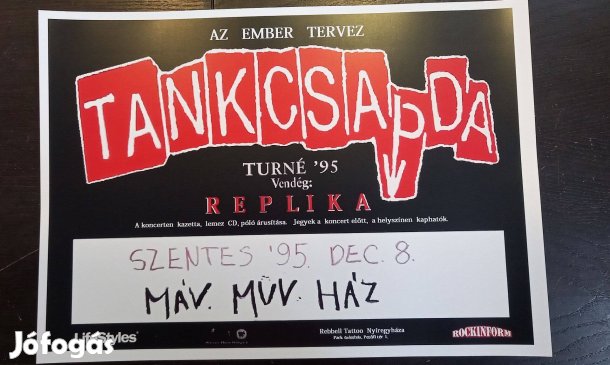 AZ EMBER TERVEZ
TANKCSAPDA
TURNÉ '95
Vendég:
REPLIKA
A koncerten kazetta, lemez CD, póló árusítása. Jegyek a koncert előtt, a helyszínen kaphatók.
SZENTES '95. DEC. 8.
MÁV. MŰV. HÁZ
LifeStyles
Rebbell Tattoo Nyíregyháza
ROCKINFORM
Jófogás